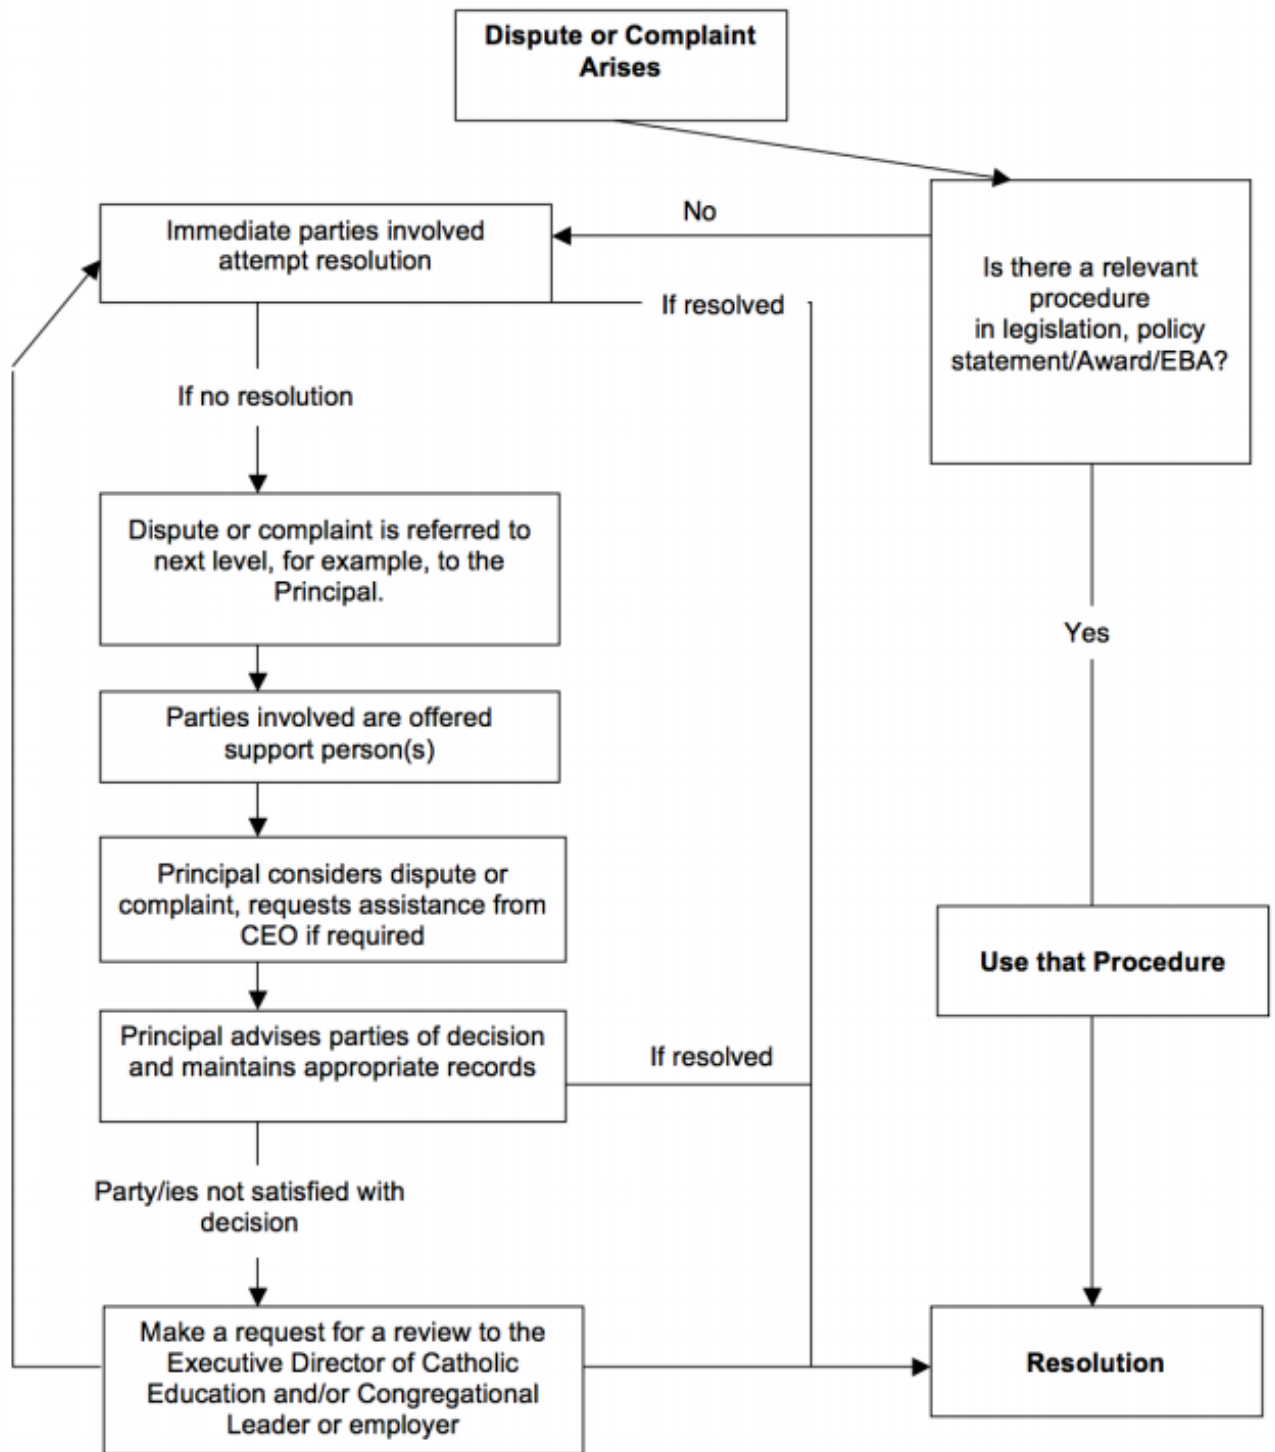 Dispute or Complaint
Arises
No
Immediate parties involved
attempt resolution
Is there a relevant
procedure
in legislation, policy
statement/Award/EBA?
If resolved
If no resolution
Dispute or complaint is referred to
next level, for example, to the
Principal.
Yes
Parties involved are offered
support person(s)
Principal considers dispute or
complaint, requests assistance from
CEO if required
Use that Procedure
Principal advises parties of decision
and maintains appropriate records
If resolved
Party/ies not satisfied with
decision
Make a request for a review to the
Executive Director of Catholic
Education and/or Congregational
Leader or employer
Resolution